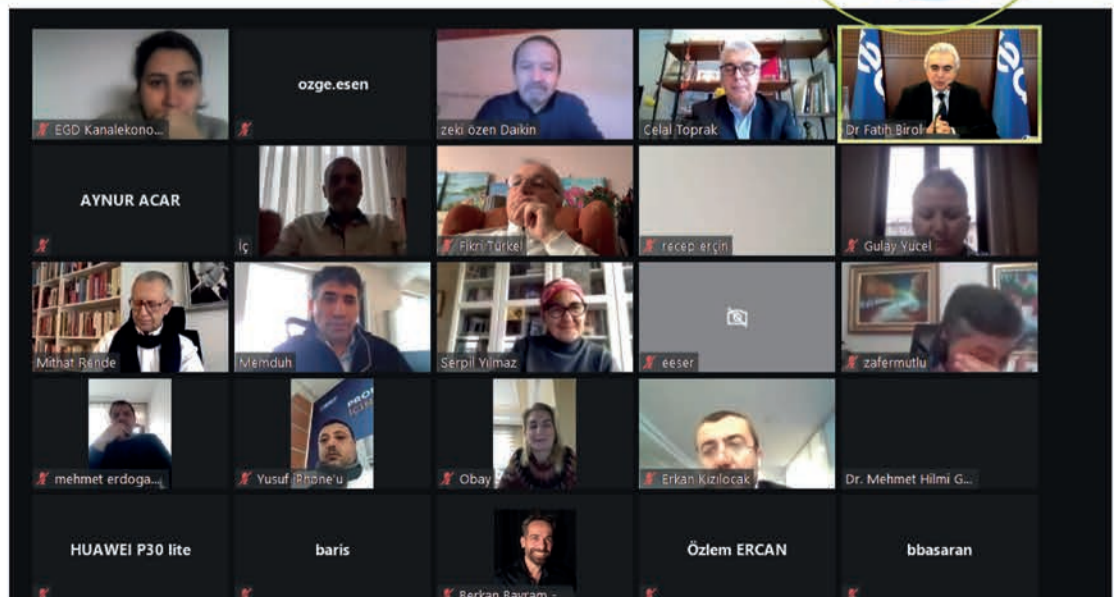 EGD Kanalekono...
ozge.esen
zeki özen Daikin
Celal Toprak
Dr Fatih Birol
AYNUR ACAR
iç
Fikri Türkel
recep erçin
Gulay Yucel
Mithat Rende
Memduh
Serpil Yılmaz
eeser
zafermutlu
mehmet erdoga...
Yusuf iPhone'u
Obay
Erkan Kızılocak
Dr. Mehmet Hilmi G...
HUAWEI P30 lite
baris
Berkan Bayram -
Özlem ERCAN
bbasaran